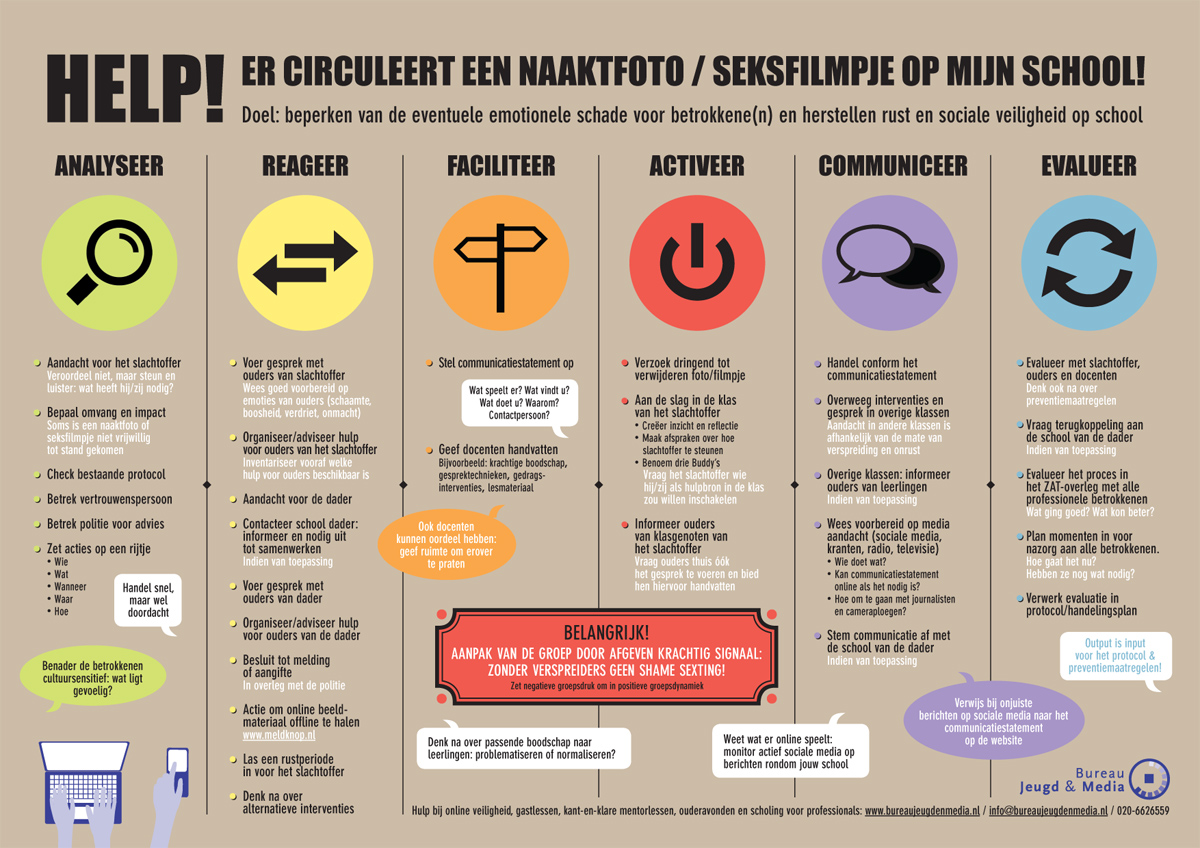 HELP!
ER CIRCULEERT EEN NAAKTFOTO / SEKSFILMPJE OP MIJN SCHOOL!
Doel: beperken van de eventuele emotionele schade voor betrokkene(n) en herstellen rust en sociale veiligheid op school
ANALYSEER
Aandacht voor het slachtoffer
Veroordeel niet, maar steun en
luister: wat heeft hij/zij nodig?
Bepaal omvang en impact
Soms is een naaktfoto of
seksfilmpje niet vrijwillig
tot stand gekomen
Check bestaande protocol
Betrek vertrouwenspersoon
Betrek politie voor advies
Zet acties op een rijtje
• Wie
• Wat
• Wanneer
• Waar
• Hoe
Handel snel,
maar wel
doordacht
Benader de betrokkenen
cultuursensitief: wat ligt
gevoelig?
REAGEER
Voer gesprek met
ouders van slachtoffer
Wees goed voorbereid op
emoties van ouders (schaamte,
boosheid, verdriet, onmacht)
Organiseer/adviseer hulp
voor ouders van het slachtoffer
Inventariseer vooraf welke
hulp voor ouders beschikbaar is
Aandacht voor de dader
Contacteer school dader:
informeer en nodig uit
tot samenwerken
Indien van toepassing
Voer gesprek met
ouders van dader
Organiseer/adviseer hulp
voor ouders van de dader
Besluit tot melding
of aangifte
In overleg met de politie
Actie om online beeld-
materiaal offline te halen
www.meldknop.nl
Las een rustperiode
in voor het slachtoffer
Denk na over
alternatieve interventies
FACILITEER
Stel communicatiestatement op
Wat speelt er? Wat vindt u?
Wat doet u? Waarom?
Contactpersoon?
Geef docenten handvatten
Bijvoorbeeld: krachtige boodschap,
gesprektechnieken, gedrags-
interventies, lesmateriaal
Ook docenten
kunnen oordeel hebben:
geef ruimte om erover
te praten
ACTIVEER
Verzoek dringend tot
verwijderen foto/filmpje
Aan de slag in de klas
van het slachtoffer
• Creëer inzicht en reflectie
• Maak afspraken over hoe
slachtoffer te steunen
• Benoem drie Buddy's
Vraag het slachtoffer wie
hij/zij als hulpbron in de klas
zou willen inschakelen
Informeer ouders
van klasgenoten van
het slachtoffer
Vraag ouders thuis óók
het gesprek te voeren en bied
hen hiervoor handvatten
BELANGRIJK!
AANPAK VAN DE GROEP DOOR AFGEVEN KRACHTIG SIGNAAL:
ZONDER VERSPREIDERS GEEN SHAME SEXTING!
Zet negatieve groepsdruk om in positieve groepsdynamiek
Denk na over passende boodschap naar
leerlingen: problematiseren of normaliseren?
Weet wat er online speelt:
monitor actief sociale media op
berichten rondom jouw school
COMMUNICEER
Handel conform het
communicatiestatement
Overweeg interventies en
gesprek in overige klassen
Aandacht in andere klassen is
afhankelijk van de mate van
verspreiding en onrust
Overige klassen: informeer
ouders van leerlingen
Indien van toepassing
Wees voorbereid op media
aandacht (sociale media,
kranten, radio, televisie)
• Wie doet wat?
• Kan communicatiestatement
online als het nodig is?
• Hoe om te gaan met journalisten
en cameraploegen?
Stem communicatie af met
de school van de dader
Indien van toepassing
Verwijs bij onjuiste
berichten op sociale media naar het
communicatiestatement
op de website
EVALUEER
Evalueer met slachtoffer,
ouders en docenten
Denk ook na over
preventiemaatregelen
Vraag terugkoppeling aan
de school van de dader
Indien van toepassing
Evalueer het proces in
het ZAT-overleg met alle
professionele betrokkenen
Wat ging goed? Wat kon beter?
Plan momenten in voor
nazorg aan alle betrokkenen.
Hoe gaat het nu?
Hebben ze nog wat nodig?
Verwerk evaluatie in
protocol/handelingsplan
Output is input
voor het protocol &
preventiemaatregelen!
Bureau
Jeugd & Media
Hulp bij online veiligheid, gastlessen, kant-en-klare mentorlessen, ouderavonden en scholing voor professionals: www.bureaujeugdenmedia.nl / info@bureaujeugdenmedia.nl / 020-6626559